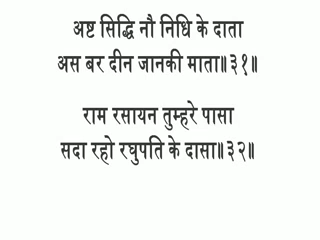 अष्ट सिद्धि नौ निधि के दाता
अस बर दीन जानकी माता॥३१॥
राम रसायन तुम्हरे पासा
सदा रहो रघुपति के दासा॥३२॥